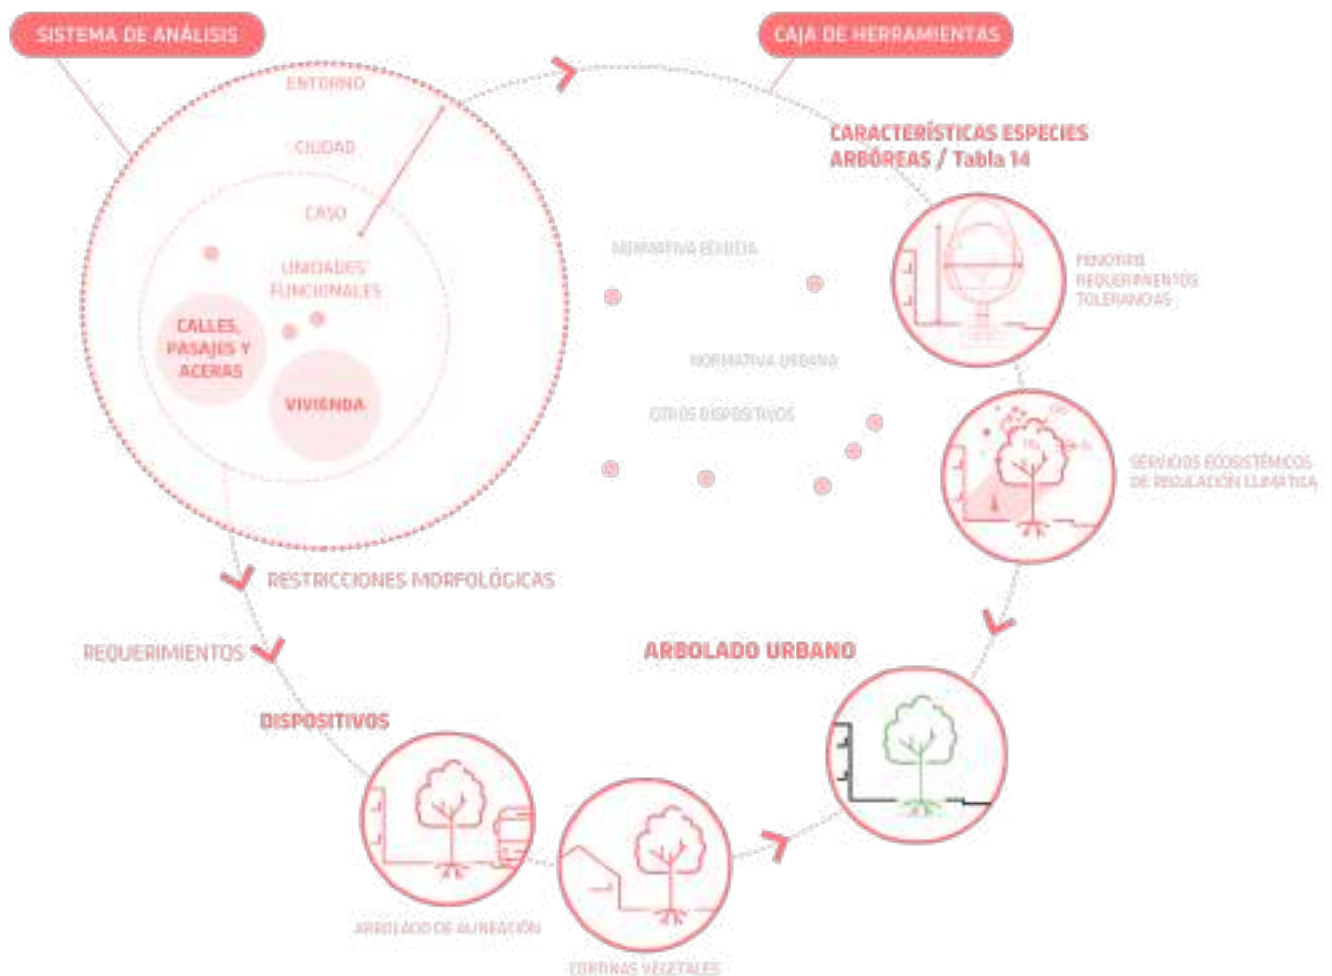 SISTEMA DE ANÁLISIS
CAJA DE HERRAMIENTAS
ENTORNO
CIUDAD
CASO
UNIDADES
FUNCIONALES
CALLES,
PASAJES Y
ACERAS
VIVIENDA
CARACTERÍSTICAS ESPECIES
ARBÓREAS / Tabla 14
NORMATIVA EDILICIA
FENOTIPO
REQUERIMIENTOS
TOLERANCIAS
NORMATIVA URBANA
OTROS DISPOSITIVOS
SERVICIOS ECOSISTÉMICOS
DE REGULACIÓN CLIMÁTICA
RESTRICCIONES MORFOLÓGICAS
REQUERIMIENTOS
ARBOLADO URBANO
DISPOSITIVOS
ARBOLADO DE ALINEACIÓN
CORTINAS VEGETALES